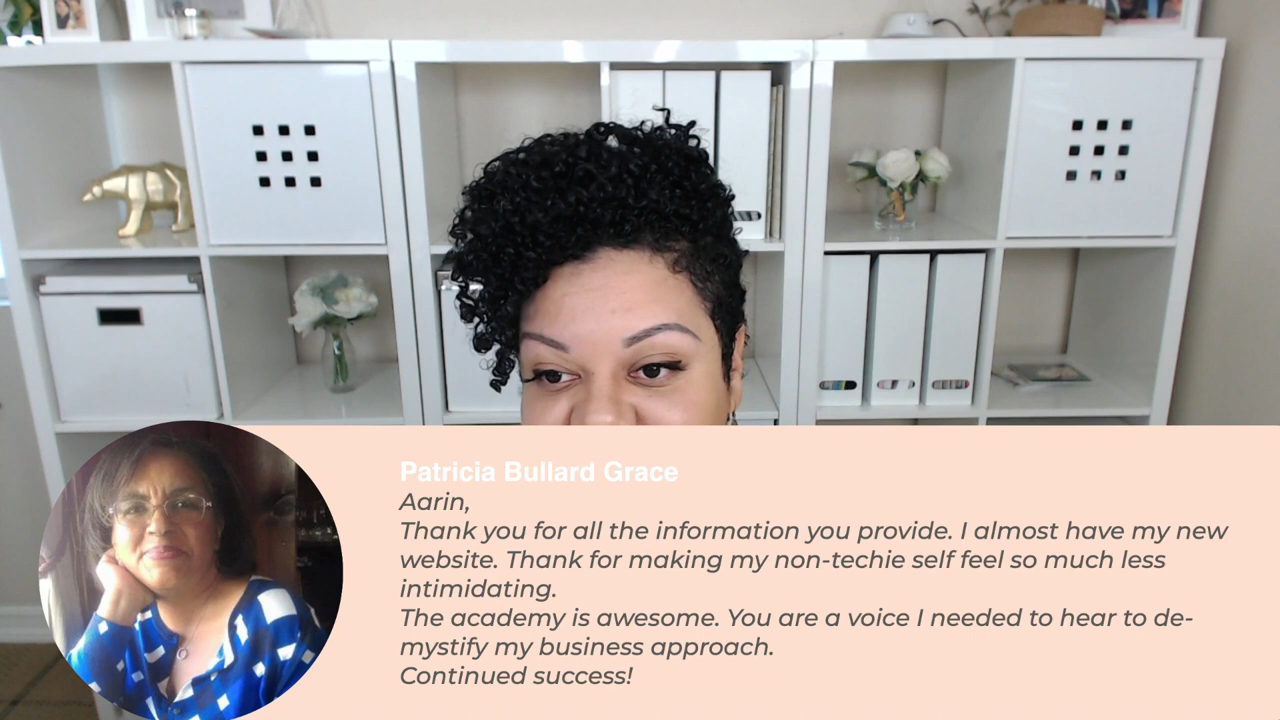 Patricia Bullard Grace
Aarin,
Thank you for all the information you provide. I almost have my new
website. Thank for making my non-techie self feel so much less
intimidating.
The academy is awesome. You are a voice I needed to hear to de-
mystify my business approach.
Continued success!